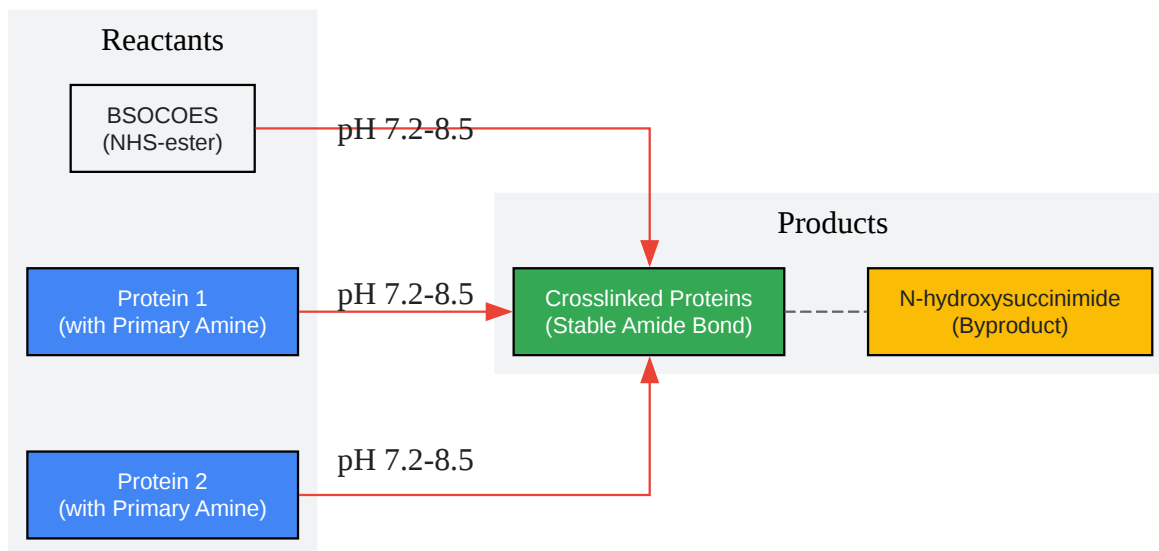 Reactants
BSOCOES
(NHS-ester)
pH 7.2-8.5
Products
Protein 1
(with Primary Amine)
pH 7.2-8.5
Crosslinked Proteins
(Stable Amide Bond)
N-hydroxysuccinimide
(Byproduct)
Protein 2
(with Primary Amine)
pH 7.2-8.5